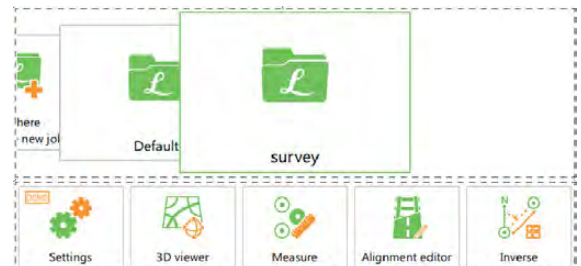 here
new jol
Default
survey
Settings
3D viewer
Measure
Alignment editor
Inverse
N